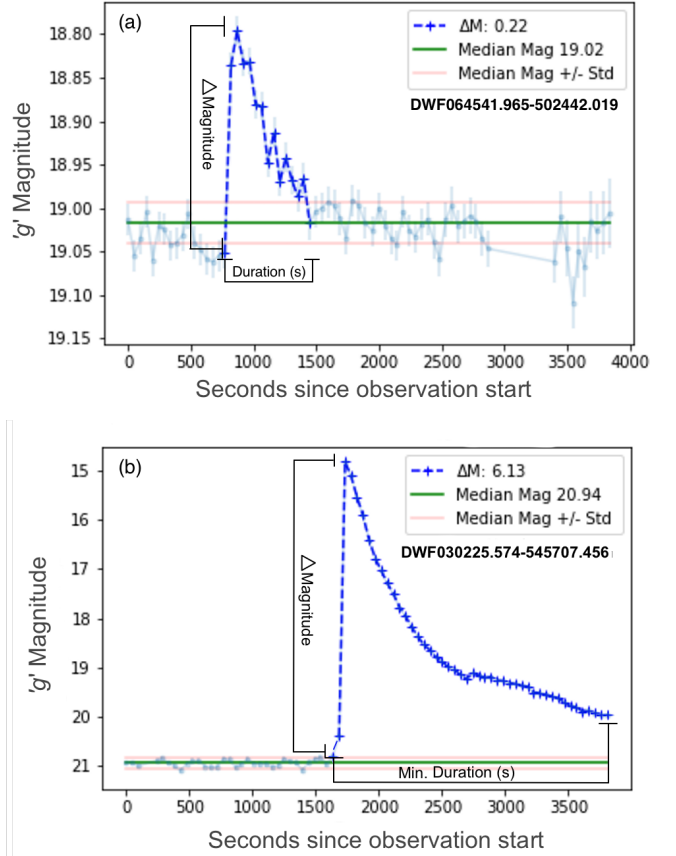 (a)
ΔM: 0.22
Median Mag 19.02
Median Mag +/- Std
DWF064541.965-502442.019
△Magnitude
Duration (s)
'g' Magnitude
18.80
18.85
18.90
18.95
19.00
19.05
19.10
19.15
0
500
1000
1500
2000
2500
3000
3500
4000
Seconds since observation start
(b)
ΔM: 6.13
Median Mag 20.94
Median Mag +/- Std
DWF030225.574-545707.456
△Magnitude
Min. Duration (s)
'g' Magnitude
15
16
17
18
19
20
21
0
500
1000
1500
2000
2500
3000
3500
Seconds since observation start